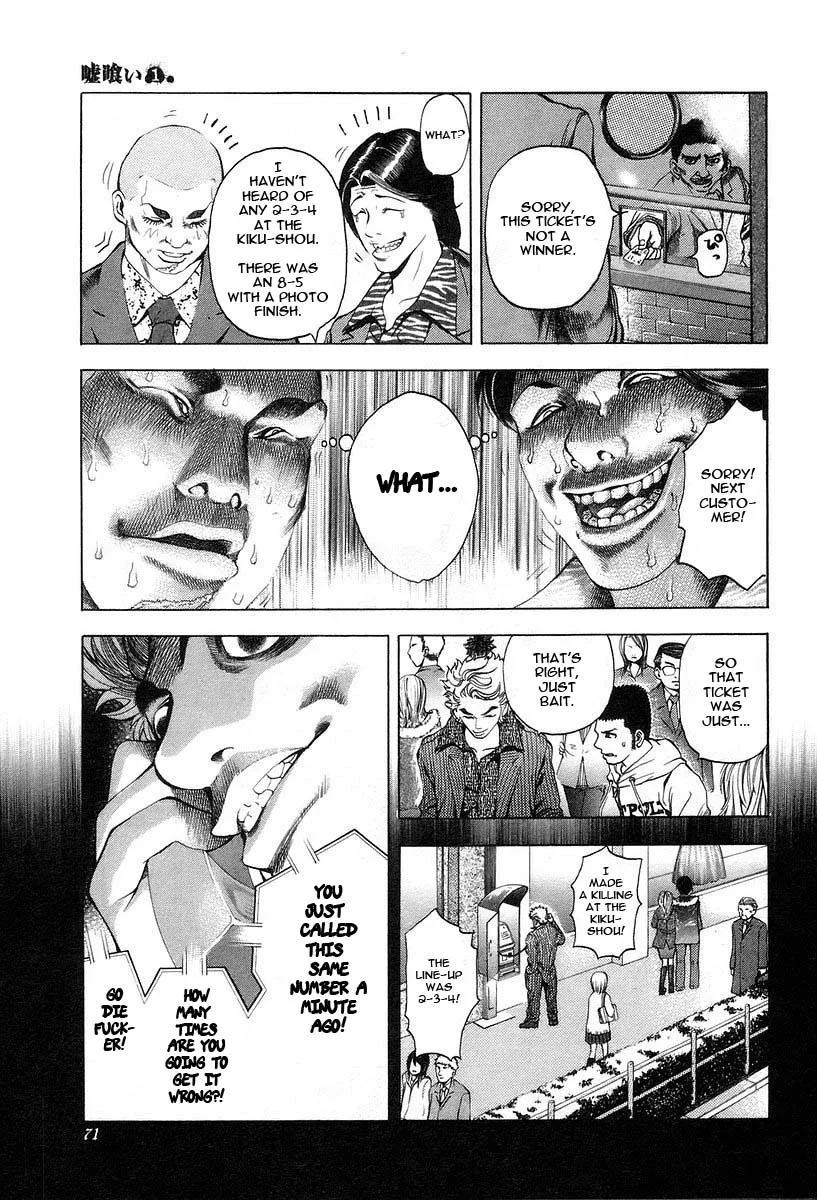 嘘喰い 1
SORRY,
THIS TICKET'S
NOT A
WINNER.
ぴっ
WHAT?
I
HAVEN'T
HEARD OF
ANY 2-3-4
AT THE
KIKU-SHOU.
THERE WAS
AN 8-5
WITH A PHOTO
FINISH.
SORRY!
NEXT
CUSTO-
MER!
WHAT...
SO
THAT
TICKET
WAS
JUST...
THAT'S
RIGHT,
JUST
BAIT.
I
MADE
A KILLING
AT THE
KIKU-
SHOU!
THE
LINE-UP
WAS
2-3-4!
YOU
JUST
CALLED
THIS
SAME
NUMBER A
MINUTE
AGO!
HOW
MANY
TIMES
ARE YOU
GOING TO
GET IT
WRONG?!
GO
DIE
FUCK-
ER!
71